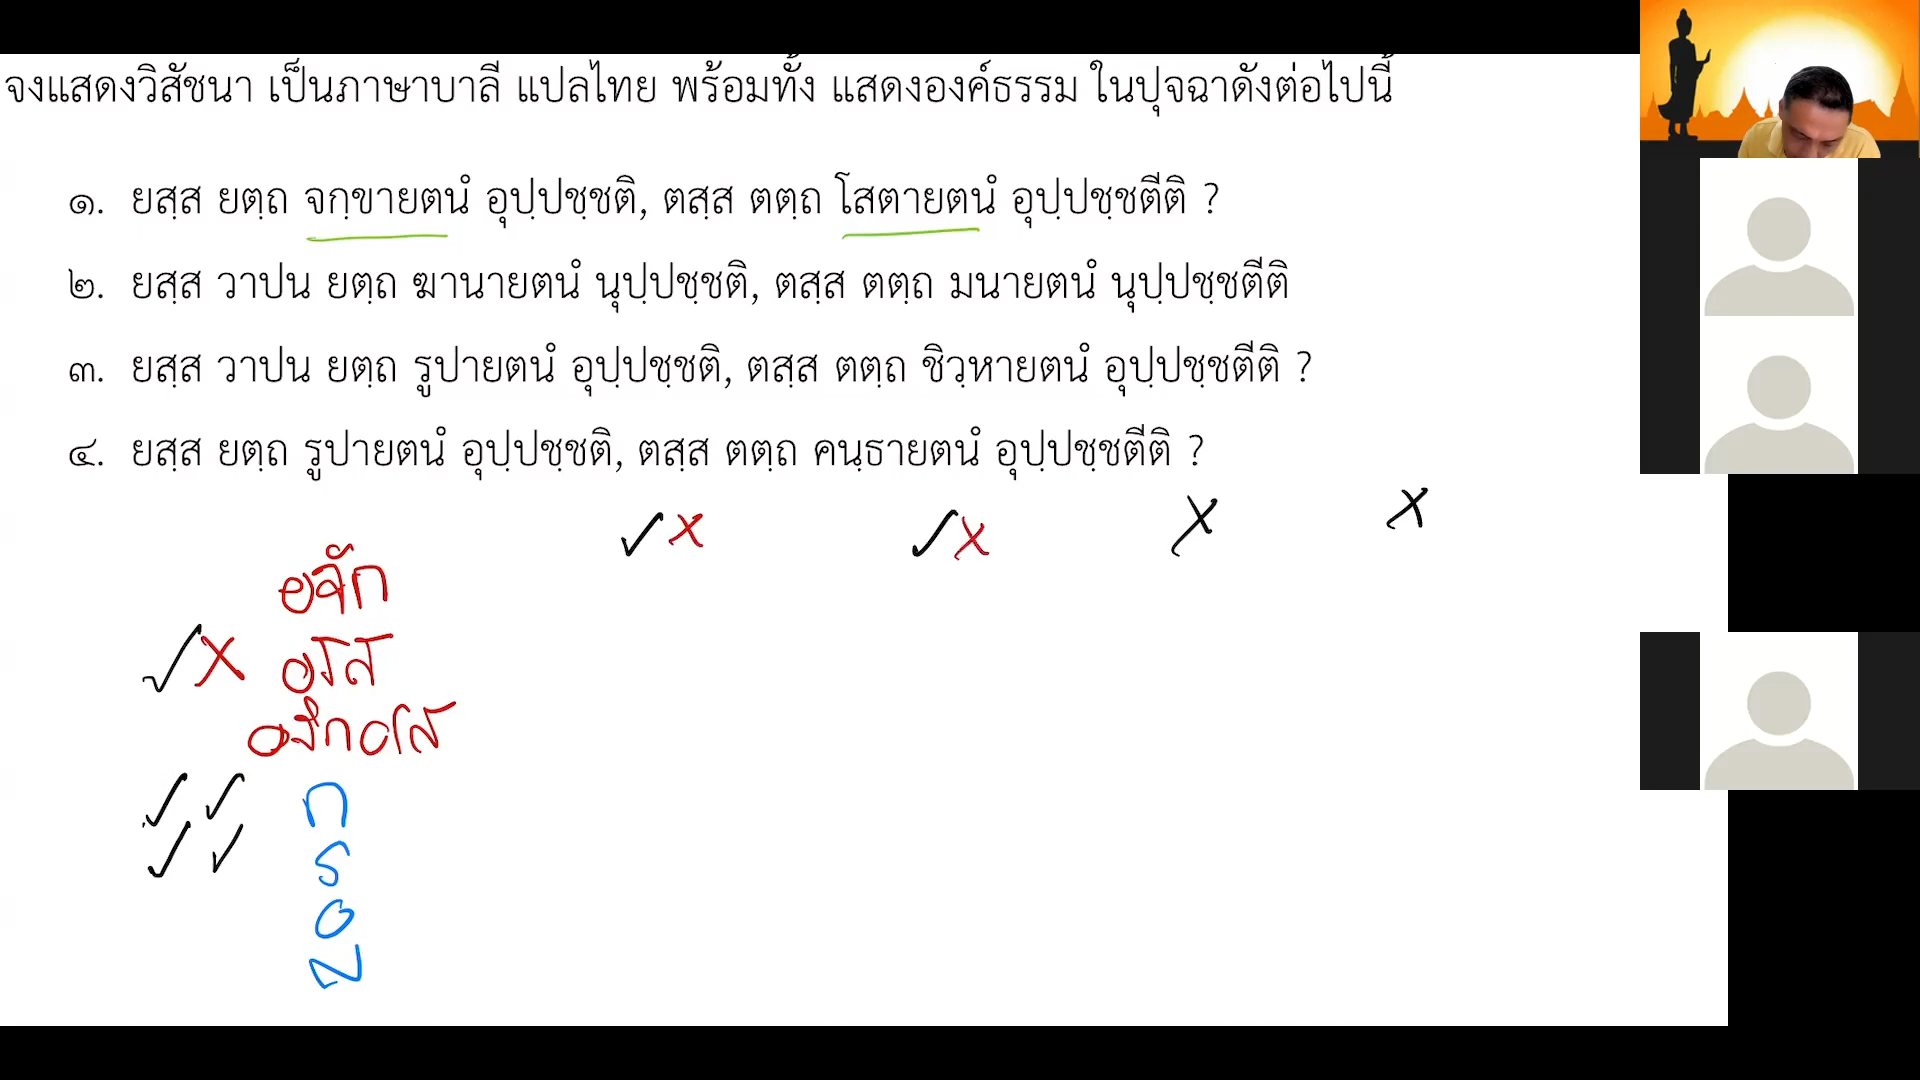 จงแสดงวิสัชนา เป็นภาษาบาลี แปลไทย พร้อมทั้ง แสดงองค์ธรรม ในปุจฉาดังต่อไปนี้
๑. ยสฺส ยตฺถ จกฺขายตนํ อุปฺปชฺชติ, ตสฺส ตตฺถ โสตายตนํ อุปฺปชฺชตีติ ?
๒. ยสฺส วาปน ยตฺถ ฆานายตนํ นุปฺปชฺชติ, ตสฺส ตตฺถ มนายตนํ นุปฺปชฺชตีติ
๓. ยสฺส วาปน ยตฺถ รูปายตนํ อุปฺปชฺชติ, ตสฺส ตตฺถ ชิวฺหายตนํ อุปฺปชฺชตีติ ?
๔. ยสฺส ยตฺถ รูปายตนํ อุปฺปชฺชติ, ตสฺส ตตฺถ คนฺธายตนํ อุปฺปชฺชตีติ ?
ก
ร